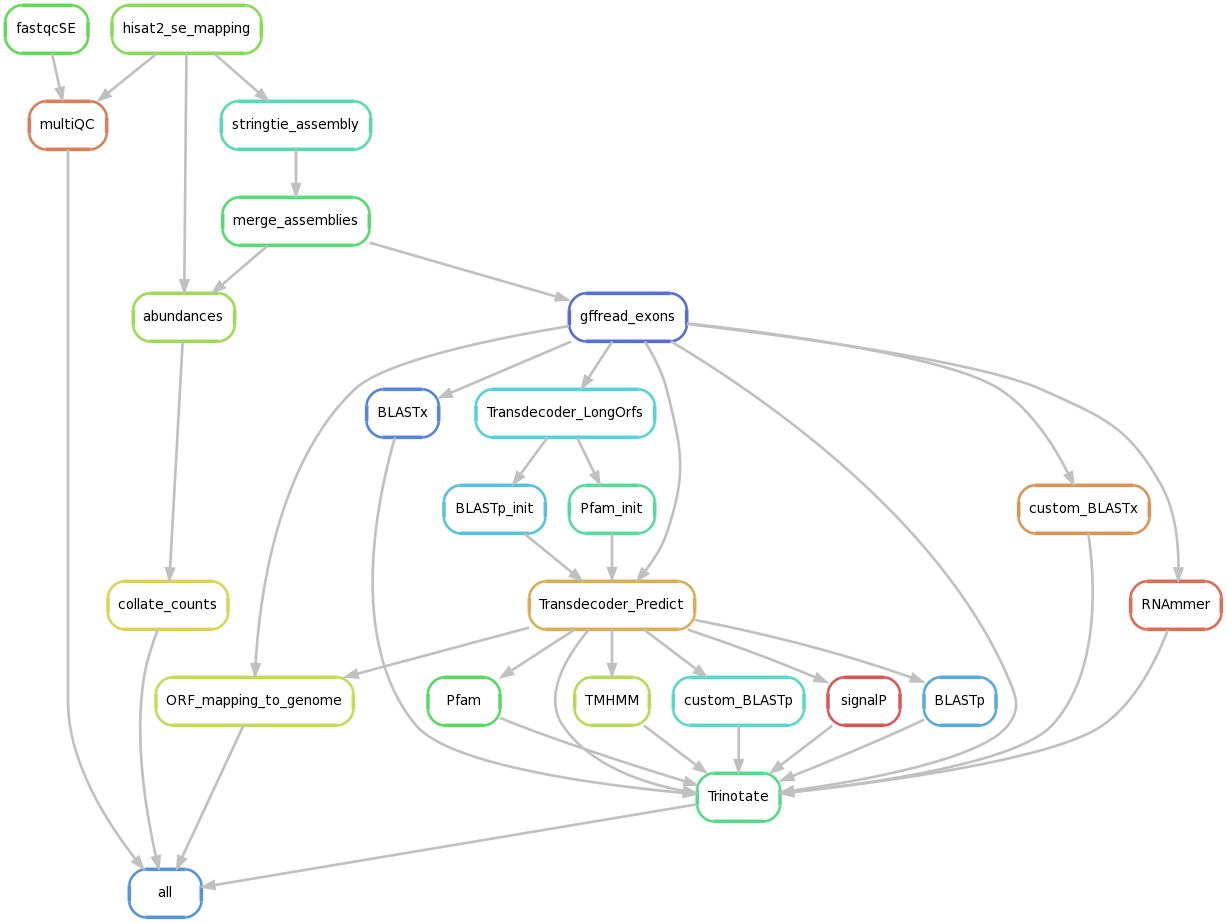 fastqcSE
hisat2_se_mapping
multiQC
stringtie_assembly
merge_assemblies
abundances
gffread_exons
BLASTx
Transdecoder_LongOrfs
BLASTp_init
Pfam_init
custom_BLASTx
collate_counts
Transdecoder_Predict
RNAmmer
ORF_mapping_to_genome
Pfam
TMHMM
custom_BLASTp
signalP
BLASTp
Trinotate
all